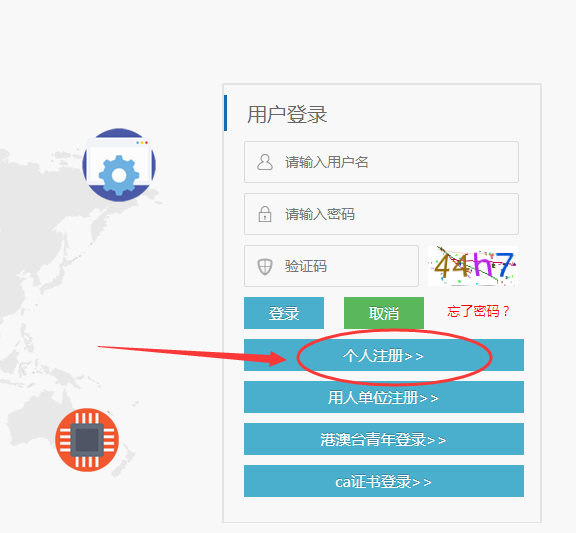 用户登录
请输入用户名
请输入密码
验证码 44h7
登录 取消 忘了密码？
个人注册>>
用人单位注册>>
港澳台青年登录>>
ca证书登录>>